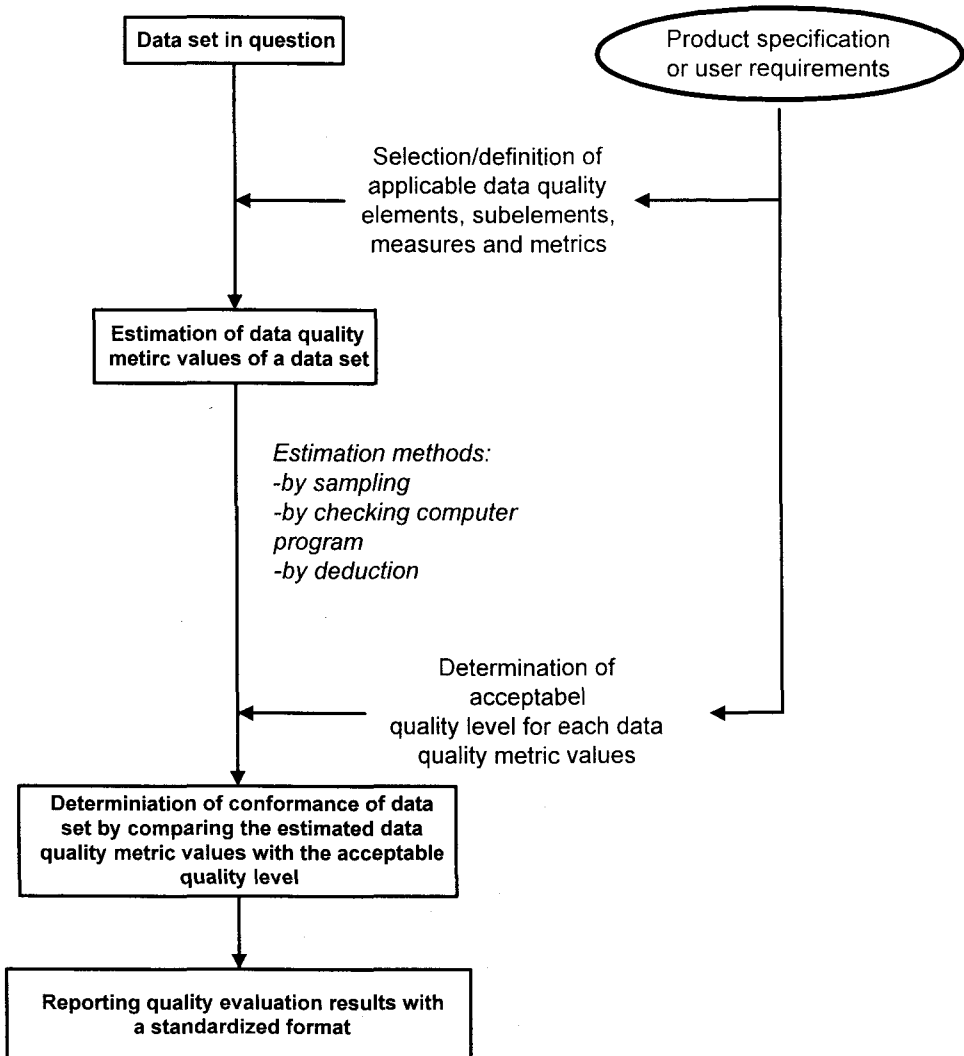 Data set in question
Product specification
or user requirements
Selection/definition of
applicable data quality
elements, subelements,
measures and metrics
Estimation of data quality
metirc values of a data set
Estimation methods:
-by sampling
-by checking computer
program
-by deduction
Determination of
acceptabel
quality level for each data
quality metric values
Determiniation of conformance of data
set by comparing the estimated data
quality metric values with the acceptable
quality level
Reporting quality evaluation results with
a standardized format